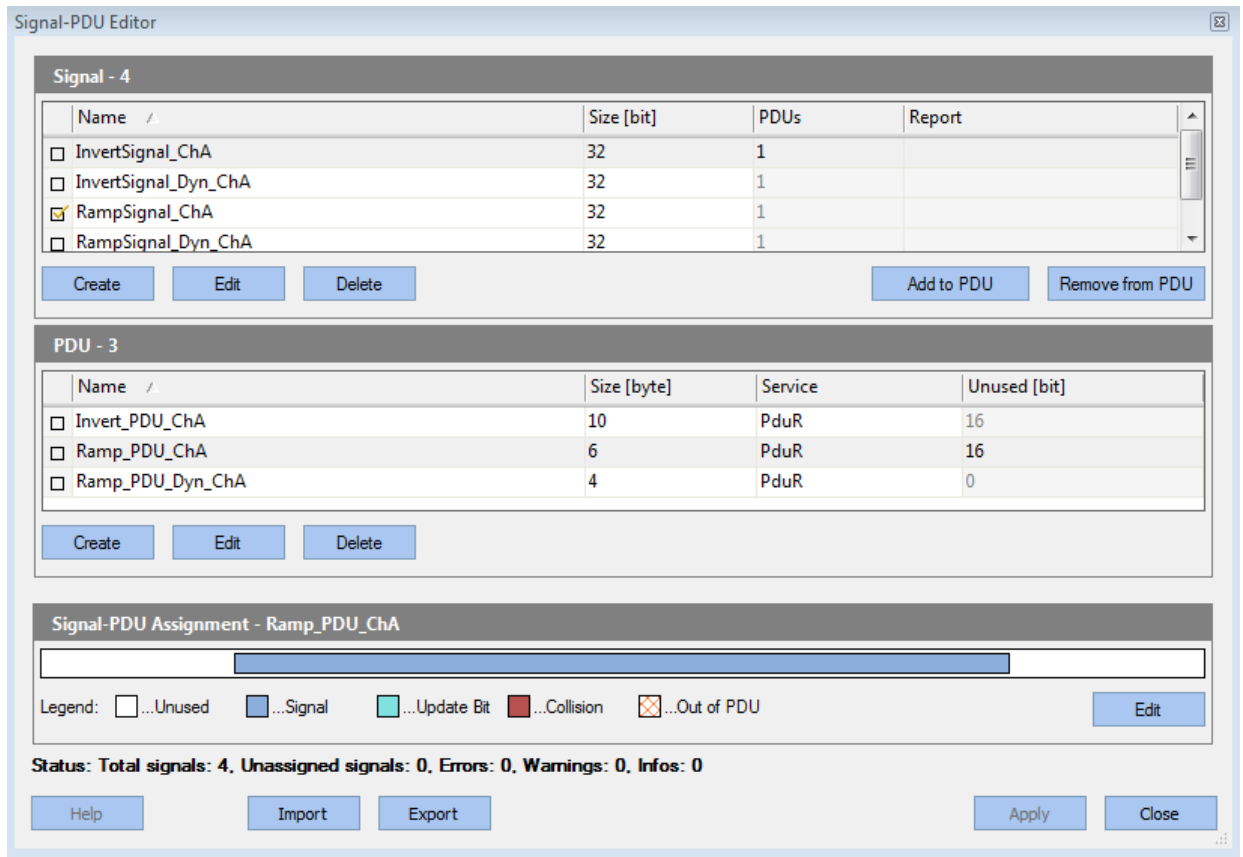 Signal-PDU Editor
Signal - 4
Name Size [bit] PDUs Report
InvertSignal_ChA 32 1
InvertSignal_Dyn_ChA 32 1
RampSignal_ChA 32 1
RampSignal_Dyn_ChA 32 1
Create Edit Delete Add to PDU Remove from PDU
PDU - 3
Name Size [byte] Service Unused [bit]
Invert_PDU_ChA 10 PduR 16
Ramp_PDU_ChA 6 PduR 16
Ramp_PDU_Dyn_ChA 4 PduR 0
Create Edit Delete
Signal-PDU Assignment - Ramp_PDU_ChA
Legend: ...Unused ...Signal ...Update Bit ...Collision ...Out of PDU Edit
Status: Total signals: 4, Unassigned signals: 0, Errors: 0, Warnings: 0, Infos: 0
Help Import Export Apply Close